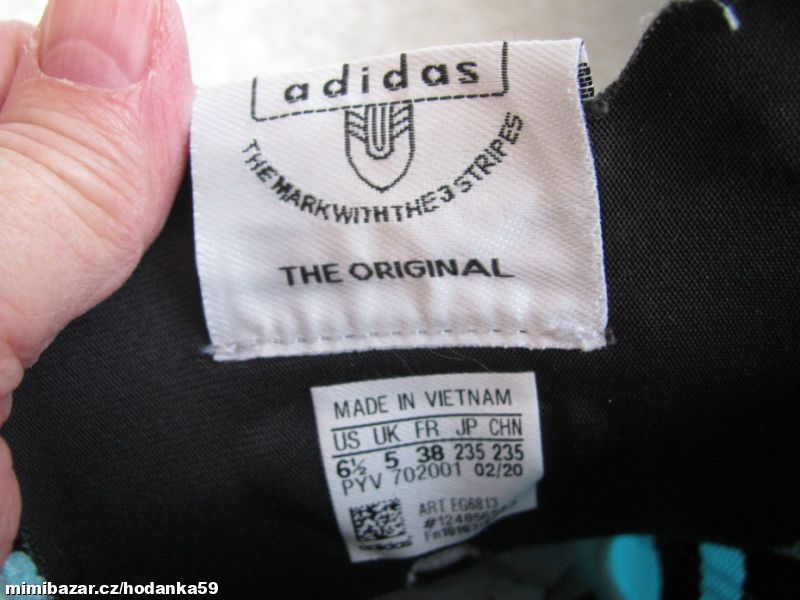 adidas
THE MARK WITH THE 3 STRIPES
THE ORIGINAL
MADE IN VIETNAM
US UK FR JP CHN
6½ 5 38 235 235
PYV 702001 02/20
ART EG6813
mimibazar.cz/hodanka59